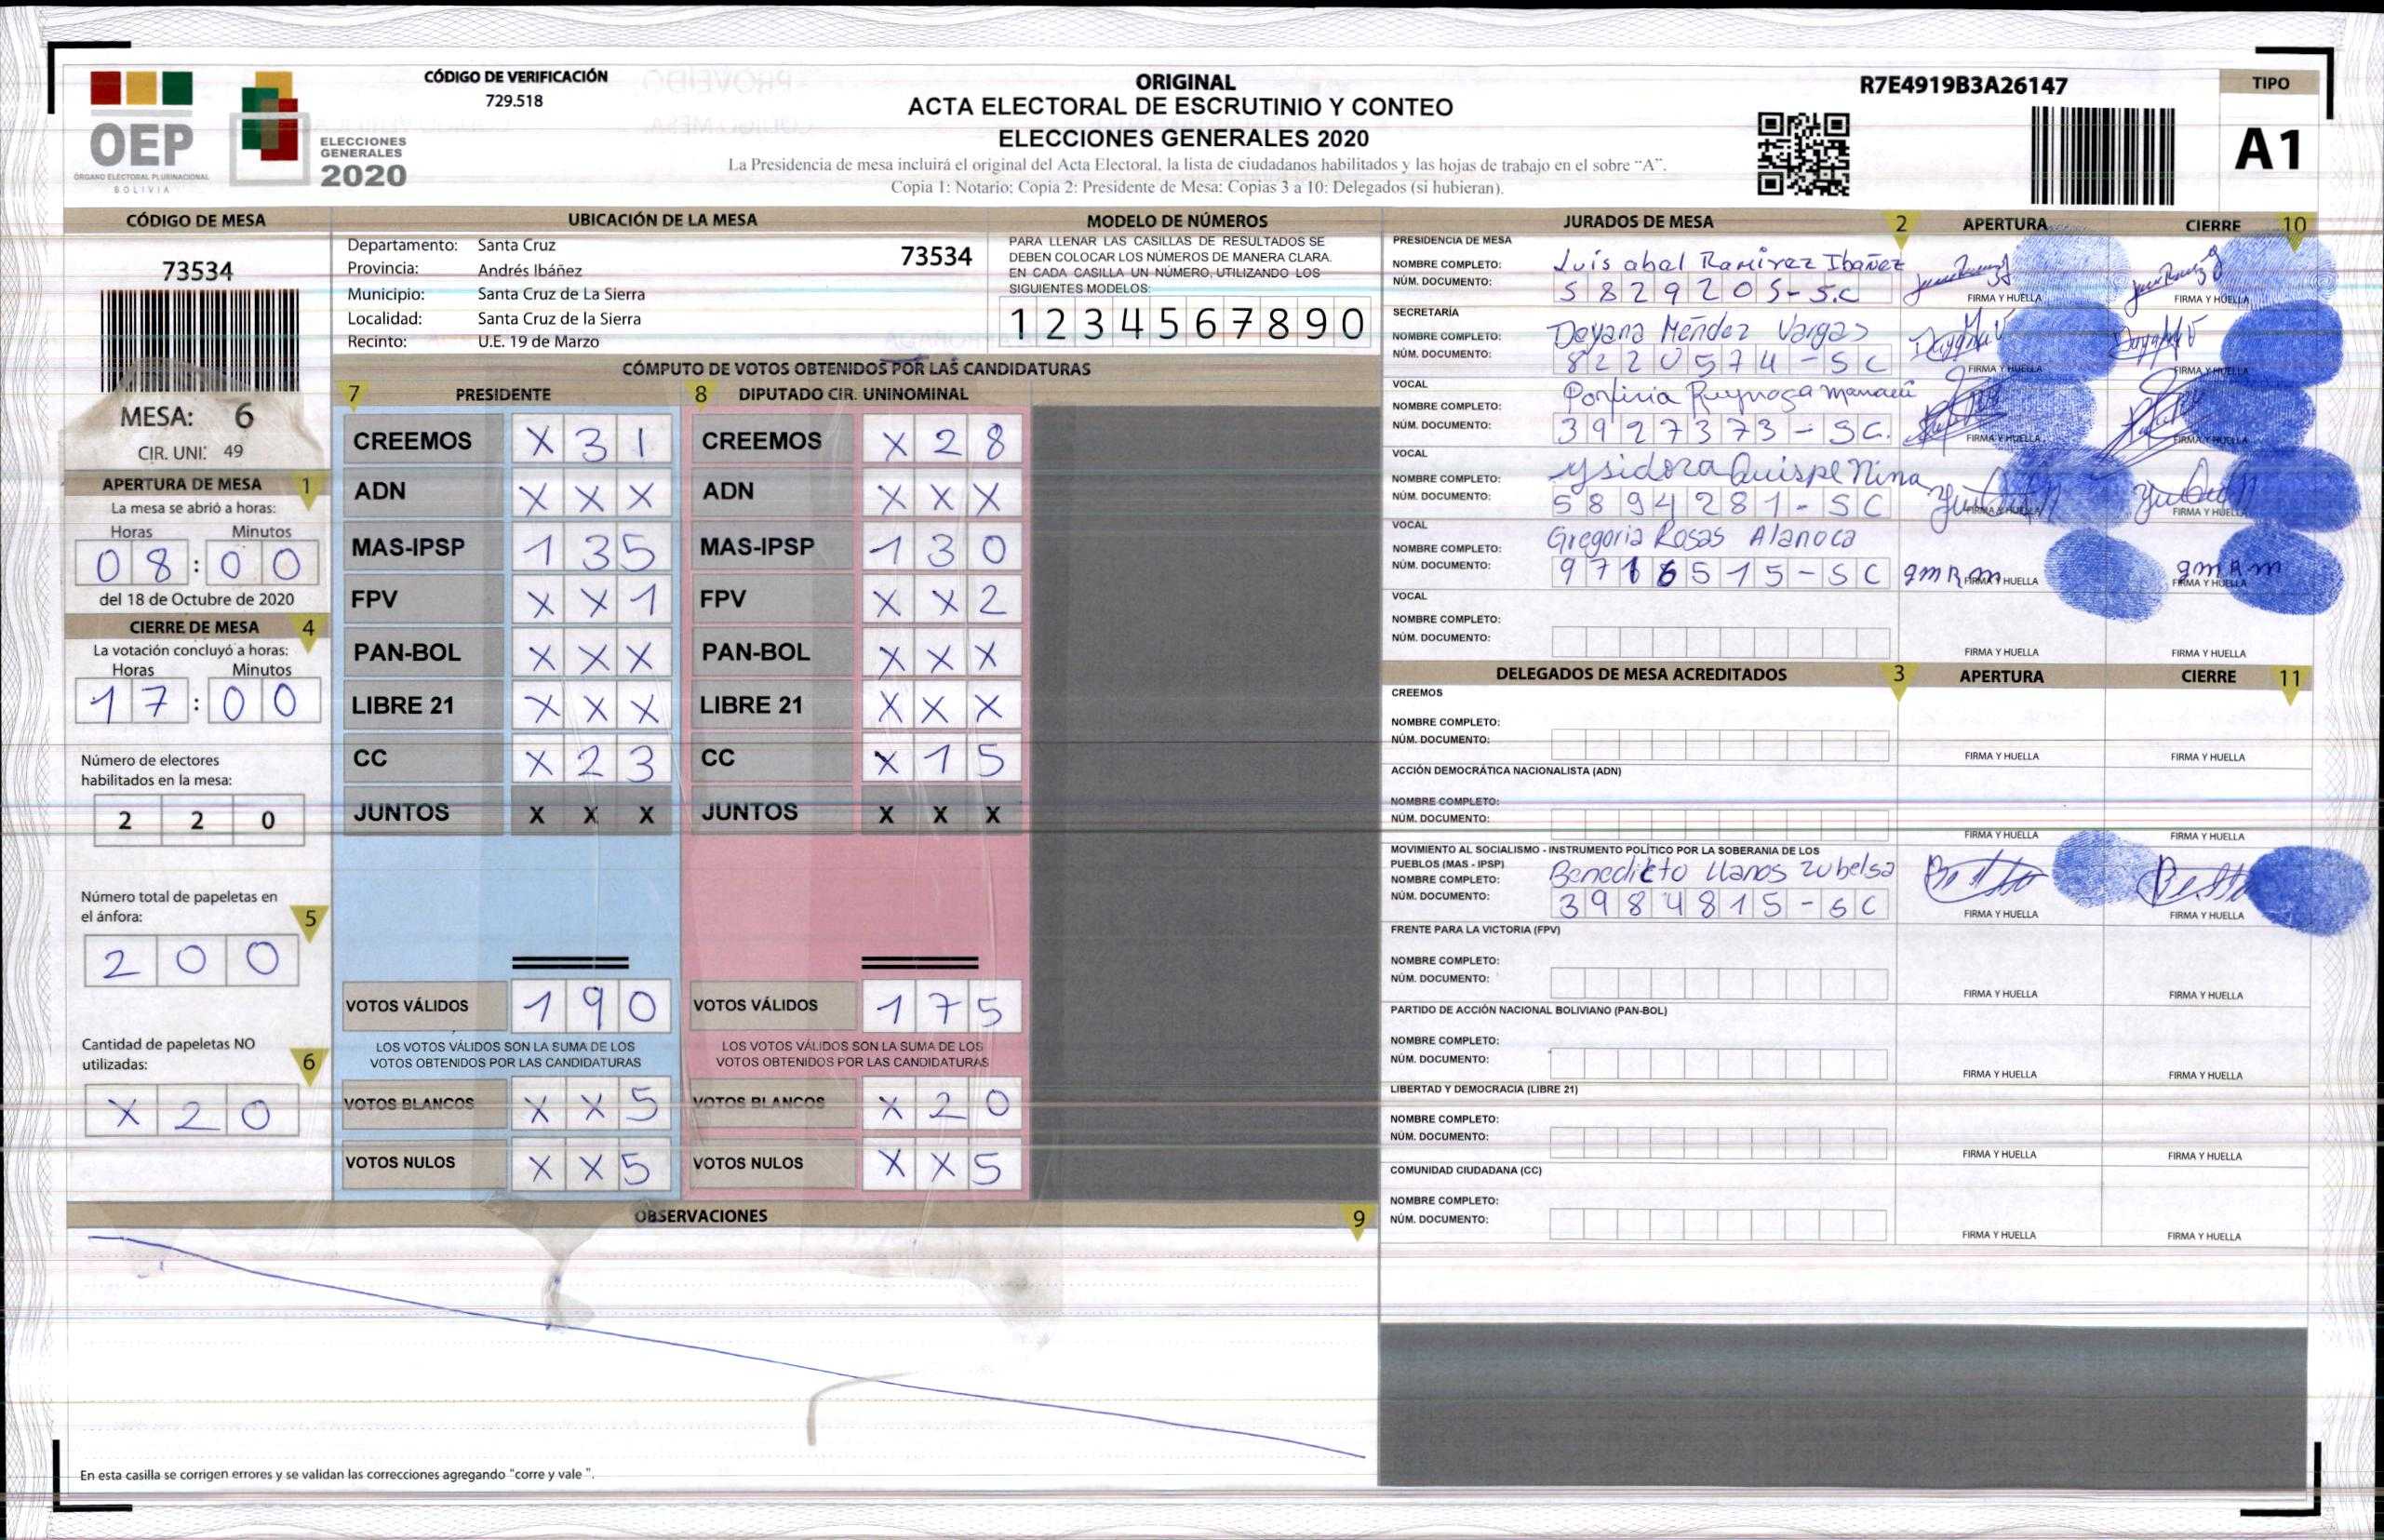 OEP
ÓRGANO ELECTORAL PLURINACIONAL
BOLIVIA
ELECCIONES
GENERALES
2020
CÓDIGO DE VERIFICACIÓN
729.518
ORIGINAL
ACTA ELECTORAL DE ESCRUTINIO Y CONTEO
ELECCIONES GENERALES 2020
La Presidencia de mesa incluirá el original del Acta Electoral, la lista de ciudadanos habilitados y las hojas de trabajo en el sobre "A".
Copia 1: Notario; Copia 2: Presidente de Mesa; Copias 3 a 10: Delegados (si hubieran).
R7E4919B3A26147
TIPO
A1
CÓDIGO DE MESA
73534
MESA: 6
CIR. UNI: 49
APERTURA DE MESA 1
La mesa se abrió a horas:
Horas Minutos
08:00
del 18 de Octubre de 2020
CIERRE DE MESA 4
La votación concluyó a horas:
Horas Minutos
17:00
Número de electores
habilitados en la mesa:
2 2 0
Número total de papeletas en
el ánfora: 5
2 0 0
Cantidad de papeletas NO
utilizadas: 6
X 2 0
UBICACIÓN DE LA MESA
Departamento: Santa Cruz 73534
Provincia: Andrés Ibáñez
Municipio: Santa Cruz de La Sierra
Localidad: Santa Cruz de la Sierra
Recinto: U.E. 19 de Marzo
MODELO DE NÚMEROS
PARA LLENAR LAS CASILLAS DE RESULTADOS SE
DEBEN COLOCAR LOS NÚMEROS DE MANERA CLARA.
EN CADA CASILLA UN NÚMERO, UTILIZANDO LOS
SIGUIENTES MODELOS:
1 2 3 4 5 6 7 8 9 0
CÓMPUTO DE VOTOS OBTENIDOS POR LAS CANDIDATURAS
7 PRESIDENTE 8 DIPUTADO CIR. UNINOMINAL
CREEMOS X 3 1 CREEMOS X 2 8
ADN X X X ADN X X X
MAS-IPSP 1 3 5 MAS-IPSP 1 3 0
FPV X X 1 FPV X X 2
PAN-BOL X X X PAN-BOL X X X
LIBRE 21 X X X LIBRE 21 X X X
CC X 2 3 CC X 1 5
JUNTOS X X X JUNTOS X X X
VOTOS VÁLIDOS 1 9 0 VOTOS VÁLIDOS 1 7 5
LOS VOTOS VÁLIDOS SON LA SUMA DE LOS LOS VOTOS VÁLIDOS SON LA SUMA DE LOS
VOTOS OBTENIDOS POR LAS CANDIDATURAS VOTOS OBTENIDOS POR LAS CANDIDATURAS
VOTOS BLANCOS X X 5 VOTOS BLANCOS X 2 0
VOTOS NULOS X X 5 VOTOS NULOS X X 5
OBSERVACIONES 9
En esta casilla se corrigen errores y se validan las correcciones agregando "corre y vale ".
JURADOS DE MESA 2 APERTURA CIERRE 10
PRESIDENCIA DE MESA
NOMBRE COMPLETO: Luis abal Ramirez Ibañez
NÚM. DOCUMENTO: 5829205-S.C
FIRMA Y HUELLA FIRMA Y HUELLA
SECRETARÍA
NOMBRE COMPLETO: Dayana Méndez Vargas
NÚM. DOCUMENTO: 8220574-SC
FIRMA Y HUELLA FIRMA Y HUELLA
VOCAL
NOMBRE COMPLETO: Porfiria Reynoga
NÚM. DOCUMENTO: 3927373-SC.
FIRMA Y HUELLA FIRMA Y HUELLA
VOCAL
NOMBRE COMPLETO: ysidora Quispe Nina
NÚM. DOCUMENTO: 5894281-SC
FIRMA Y HUELLA FIRMA Y HUELLA
VOCAL
NOMBRE COMPLETO: Gregoria Rosas Alanoca
NÚM. DOCUMENTO: 9716515-SC
FIRMA Y HUELLA FIRMA Y HUELLA
VOCAL
NOMBRE COMPLETO:
NÚM. DOCUMENTO:
FIRMA Y HUELLA FIRMA Y HUELLA
DELEGADOS DE MESA ACREDITADOS 3 APERTURA CIERRE 11
CREEMOS
NOMBRE COMPLETO:
NÚM. DOCUMENTO:
FIRMA Y HUELLA FIRMA Y HUELLA
ACCIÓN DEMOCRÁTICA NACIONALISTA (ADN)
NOMBRE COMPLETO:
NÚM. DOCUMENTO:
FIRMA Y HUELLA FIRMA Y HUELLA
MOVIMIENTO AL SOCIALISMO - INSTRUMENTO POLÍTICO POR LA SOBERANIA DE LOS
PUEBLOS (MAS - IPSP)
NOMBRE COMPLETO: Benedicto Llanos Zubelsa
NÚM. DOCUMENTO: 3984815-SC
FIRMA Y HUELLA FIRMA Y HUELLA
FRENTE PARA LA VICTORIA (FPV)
NOMBRE COMPLETO:
NÚM. DOCUMENTO:
FIRMA Y HUELLA FIRMA Y HUELLA
PARTIDO DE ACCIÓN NACIONAL BOLIVIANO (PAN-BOL)
NOMBRE COMPLETO:
NÚM. DOCUMENTO:
FIRMA Y HUELLA FIRMA Y HUELLA
LIBERTAD Y DEMOCRACIA (LIBRE 21)
NOMBRE COMPLETO:
NÚM. DOCUMENTO:
FIRMA Y HUELLA FIRMA Y HUELLA
COMUNIDAD CIUDADANA (CC)
NOMBRE COMPLETO:
NÚM. DOCUMENTO:
FIRMA Y HUELLA FIRMA Y HUELLA